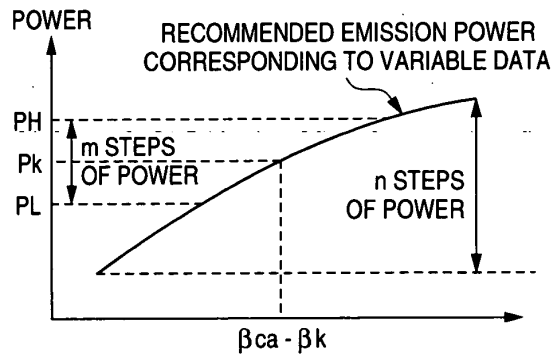 POWER
RECOMMENDED EMISSION POWER
CORRESPONDING TO VARIABLE DATA
PH
m STEPS
OF POWER
Pk
PL
n STEPS
OF POWER
βca - βk